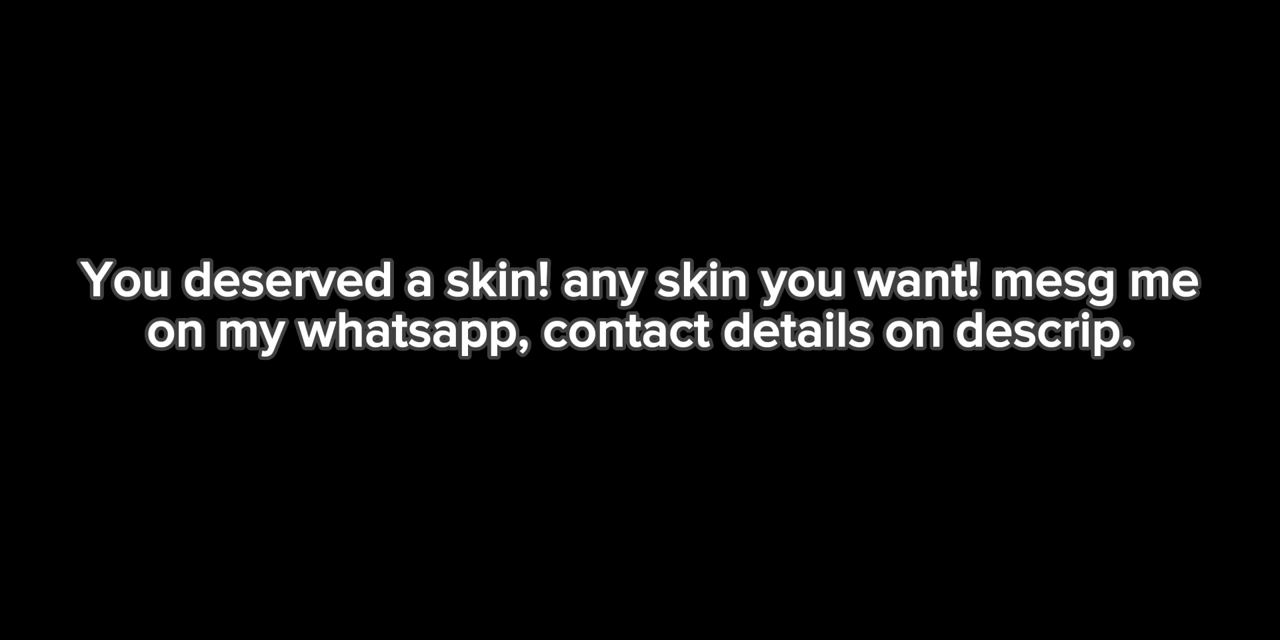 You deserved a skin! any skin you want! mesg me
on my whatsapp, contact details on descrip.